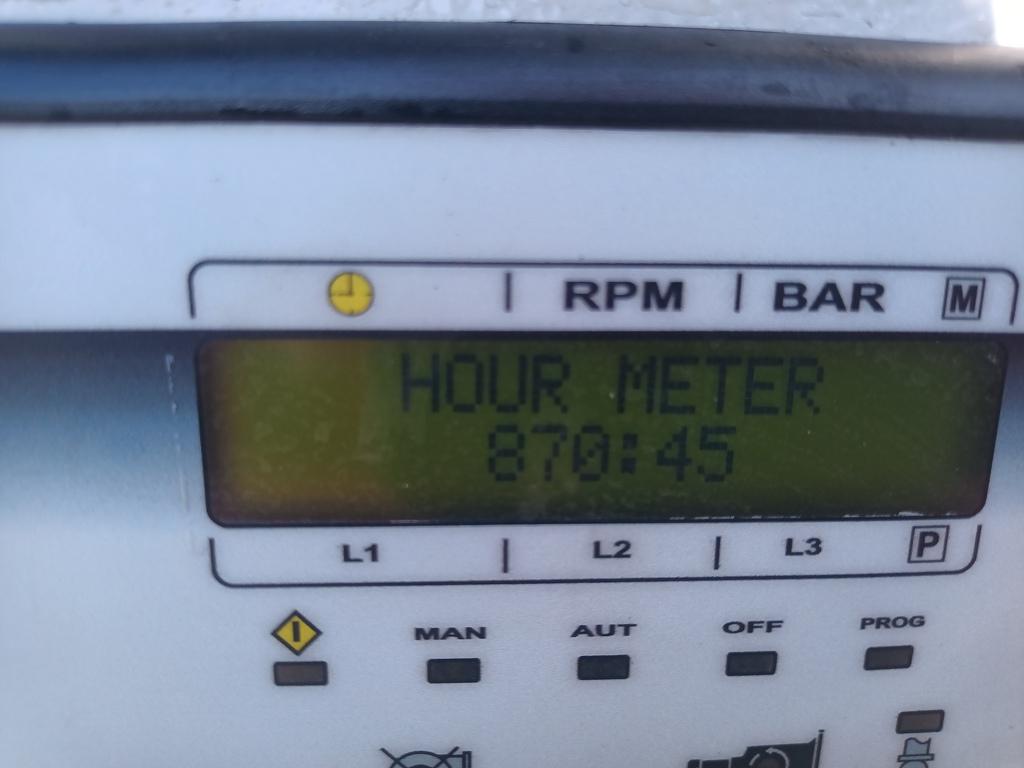 RPM | BAR M
HOUR METER
870:45
L1 | L2 | L3 P
I MAN AUT OFF PROG